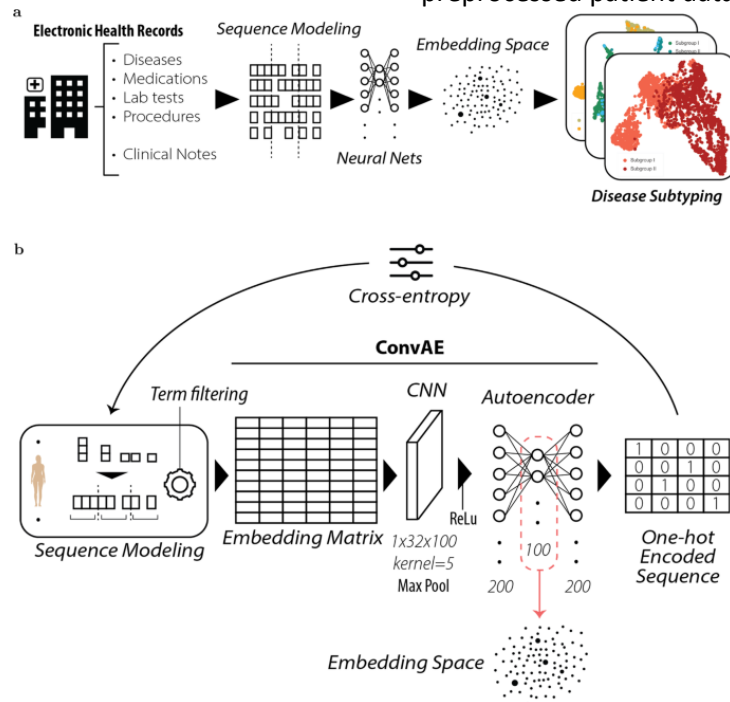 preprocessed patient data
a
Electronic Health Records
• Diseases
• Medications
• Lab tests
• Procedures
• Clinical Notes
Sequence Modeling
Neural Nets
Embedding Space
Subgroup I
Subgroup II
Disease Subtyping
b
Cross-entropy
ConvAE
Term filtering
Sequence Modeling
Embedding Matrix
CNN
1x32x100
kernel=5
Max Pool
ReLu
Autoencoder
100
200
200
1 0 0 0
0 0 1 0
0 1 0 0
0 0 0 1
One-hot
Encoded
Sequence
Embedding Space